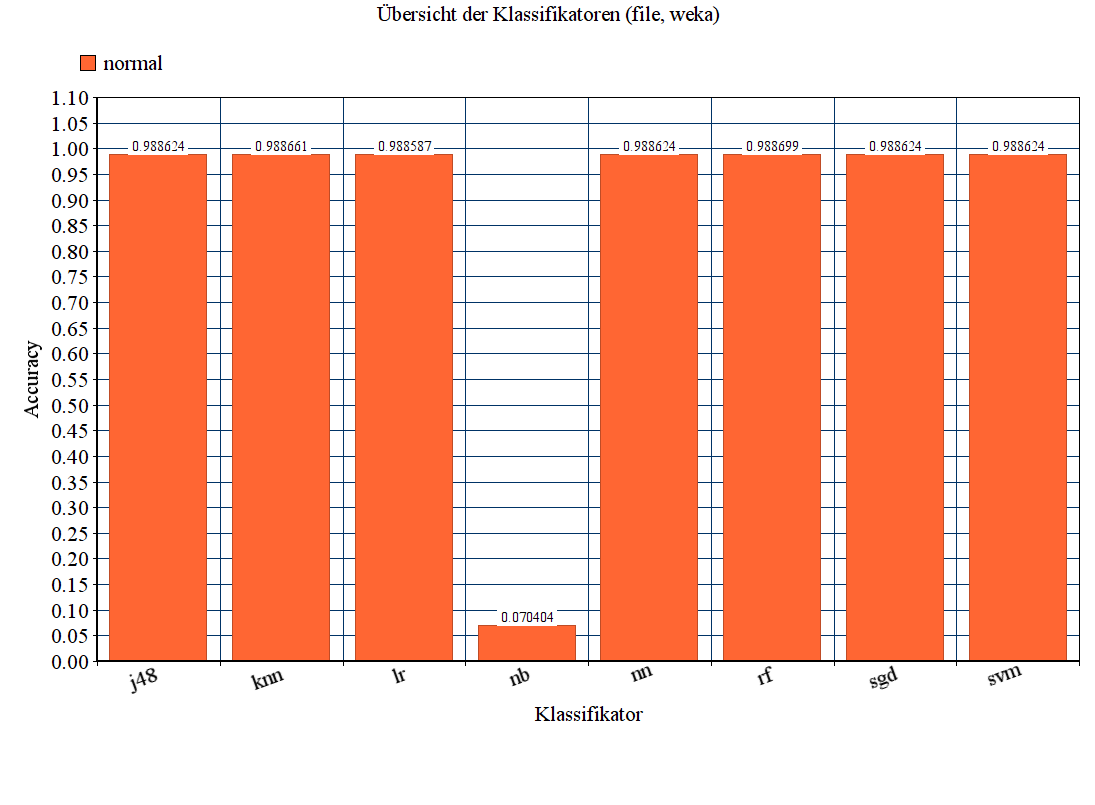 Übersicht der Klassifikatoren (file, weka)
normal
1.10
1.05
1.00
0.95
0.90
0.85
0.80
0.75
0.70
0.65
0.60
0.55
0.50
0.45
0.40
0.35
0.30
0.25
0.20
0.15
0.10
0.05
0.00
Accuracy
0.988624
0.988661
0.988587
0.070404
0.988624
0.988699
0.988624
0.988624
j48
knn
lr
nb
nn
rf
sgd
svm
Klassifikator